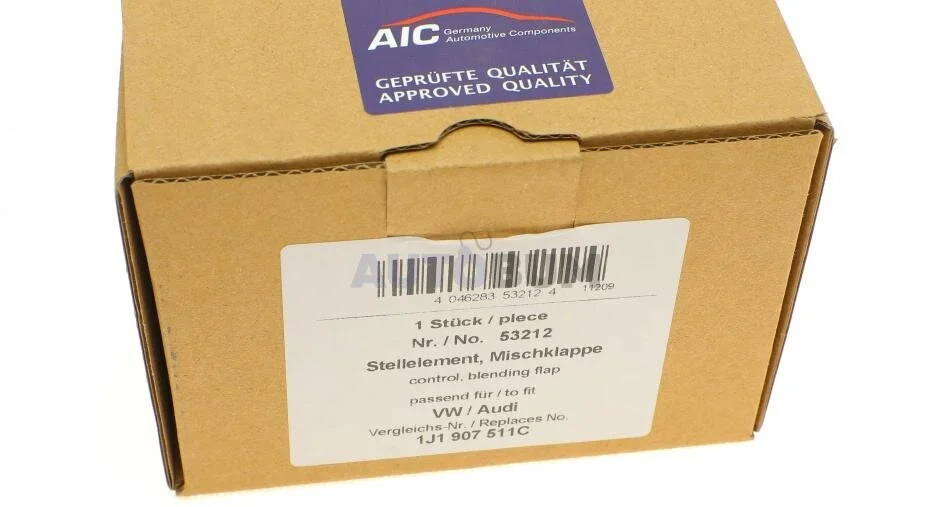 AIC Germany
Automotive Components
GEPRÜFTE QUALITÄT
APPROVED QUALITY
AUTOBUM
4 046283 53212 4 11209
1 Stück / piece
Nr. / No. 53212
Stellelement, Mischklappe
control, blending flap
passend für / to fit
VW / Audi
Vergleichs-Nr. / Replaces No.
1J1 907 511C